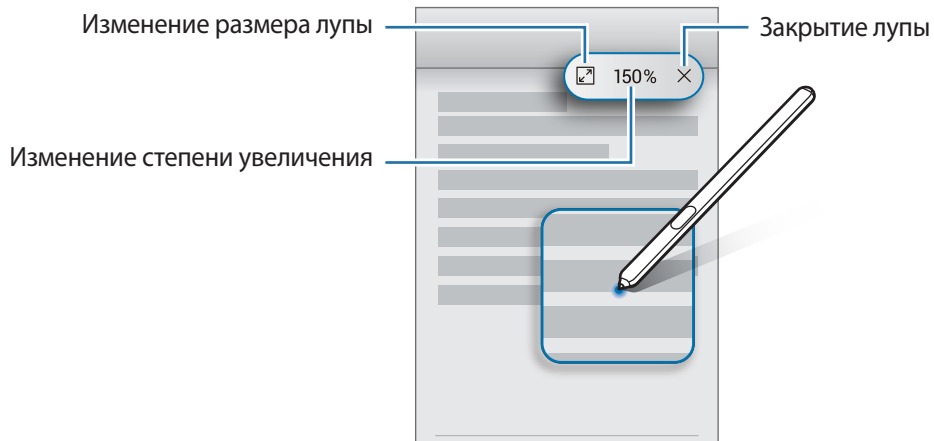 Изменение размера лупы
Закрытие лупы
150%
Изменение степени увеличения